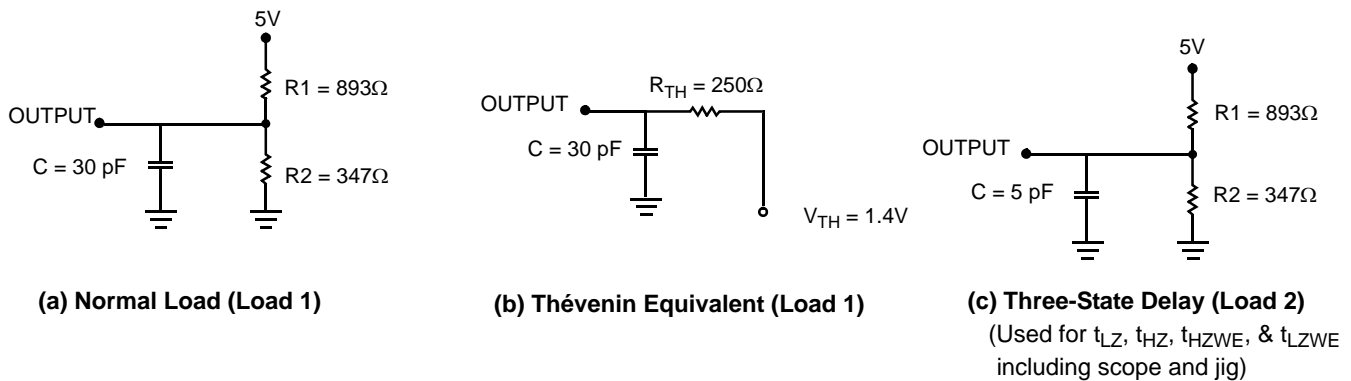 5V
R1 = 893Ω
OUTPUT
C = 30 pF
R2 = 347Ω
(a) Normal Load (Load 1)
R_TH = 250Ω
OUTPUT
C = 30 pF
V_TH = 1.4V
(b) Thévenin Equivalent (Load 1)
5V
R1 = 893Ω
OUTPUT
C = 5 pF
R2 = 347Ω
(c) Three-State Delay (Load 2)
(Used for t_LZ, t_HZ, t_HZWE, & t_LZWE
including scope and jig)